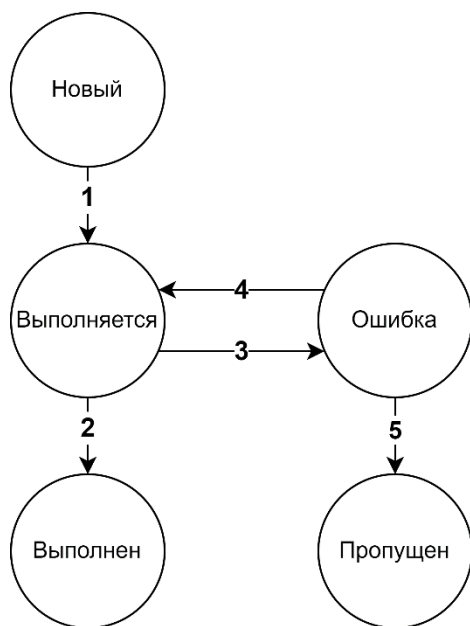 Новый
1
4
Выполняется
Ошибка
3
2
5
Выполнен
Пропущен